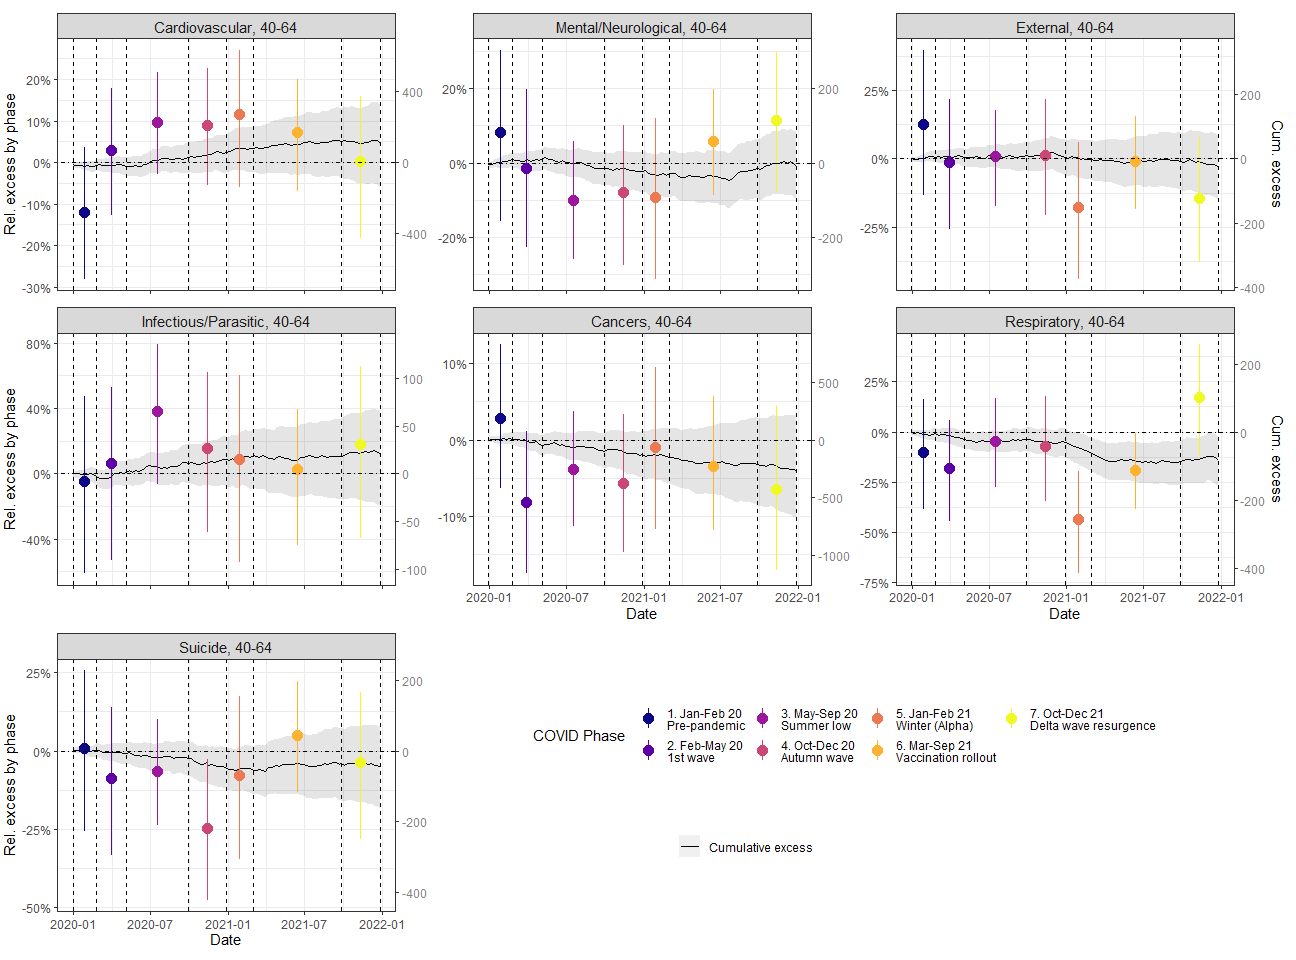 Cardiovascular, 40-64
Mental/Neurological, 40-64
External, 40-64
Rel. excess by phase
20%
10%
0%
-10%
-20%
-30%
400
0
-400
20%
0%
-20%
200
0
-200
25%
0%
-25%
200
0
-200
-400
Cum. excess
Infectious/Parasitic, 40-64
Cancers, 40-64
Respiratory, 40-64
Rel. excess by phase
80%
40%
0%
-40%
100
50
0
-50
-100
10%
0%
-10%
500
0
-500
-1000
25%
0%
-25%
-50%
-75%
200
0
-200
-400
Cum. excess
2020-01 2020-07 2021-01 2021-07 2022-01
Date
2020-01 2020-07 2021-01 2021-07 2022-01
Date
Suicide, 40-64
Rel. excess by phase
25%
0%
-25%
-50%
200
0
-200
-400
2020-01 2020-07 2021-01 2021-07 2022-01
Date
COVID Phase
1. Jan-Feb 20
Pre-pandemic
2. Feb-May 20
1st wave
3. May-Sep 20
Summer low
4. Oct-Dec 20
Autumn wave
5. Jan-Feb 21
Winter (Alpha)
6. Mar-Sep 21
Vaccination rollout
7. Oct-Dec 21
Delta wave resurgence
Cumulative excess